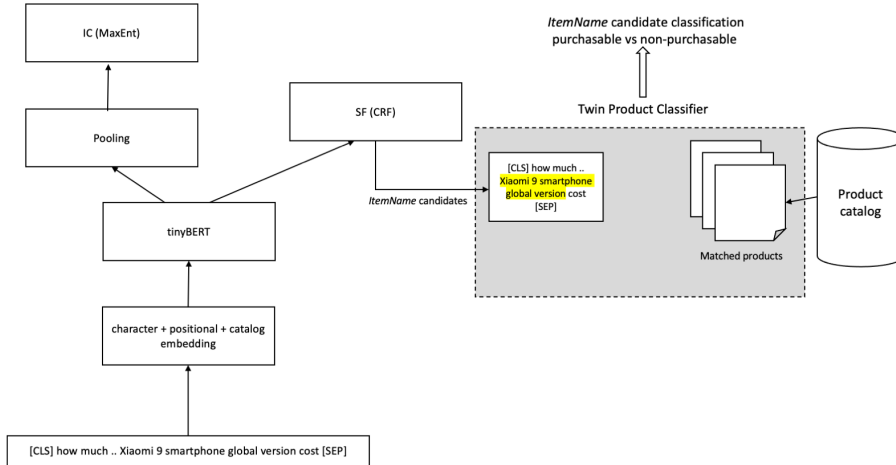 ItemName candidate classification
purchasable vs non-purchasable
IC (MaxEnt)
SF (CRF)
Twin Product Classifier
Pooling
[CLS] how much ..
Xiaomi 9 smartphone
global version cost
[SEP]
ItemName candidates
Product
catalog
Matched products
tinyBERT
character + positional + catalog
embedding
[CLS] how much .. Xiaomi 9 smartphone global version cost [SEP]